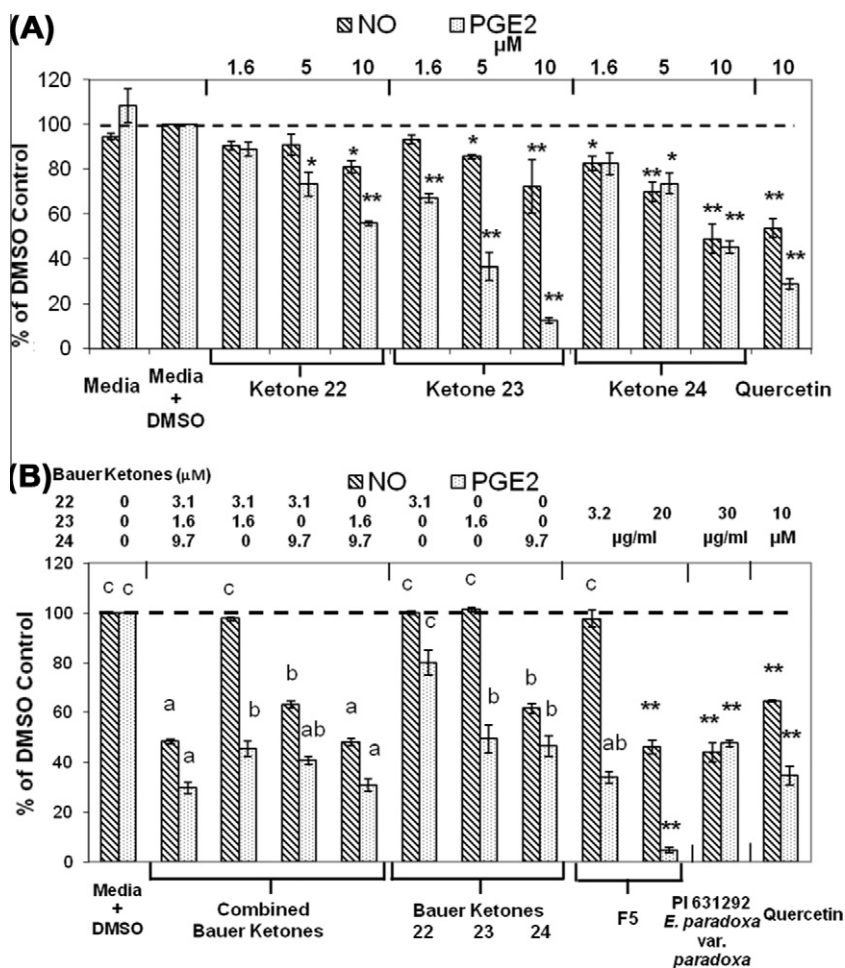 (A)
NO PGE2
µM
1.6 5 10 1.6 5 10 1.6 5 10 10
120
100
80
60
40
20
0
% of DMSO Control
* * ** ** * ** ** ** * ** * ** ** ** **
Media Media + DMSO Ketone 22 Ketone 23 Ketone 24 Quercetin
(B)
Bauer Ketones (µM) NO PGE2
22 0 3.1 3.1 3.1 0 3.1 0 0
23 0 1.6 1.6 0 1.6 0 1.6 0
24 0 9.7 0 9.7 9.7 0 0 9.7
3.2 20 30 10
µg/ml µg/ml µM
120
100
80
60
40
20
0
% of DMSO Control
c c a a c b b ab a a c c c b b b c ab ** ** ** ** ** **
Media + DMSO
Combined Bauer Ketones
Bauer Ketones
22 23 24
F5
PI 631292
E. paradoxa
var.
paradoxa
Quercetin